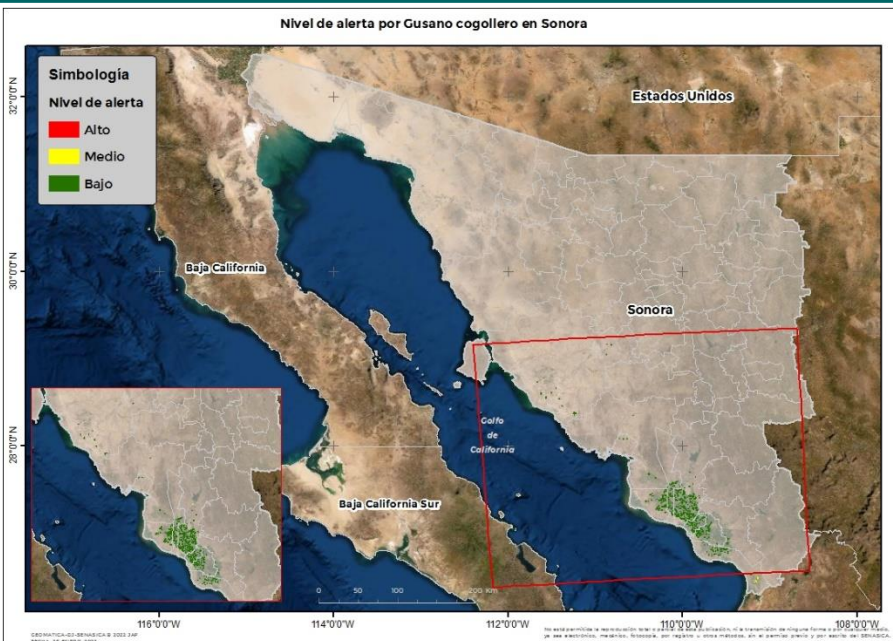 Nivel de alerta por Gusano cogollero en Sonora
Simbología
Nivel de alerta
Alto
Medio
Bajo
Estados Unidos
Baja California
Sonora
Golfo
de
California
Baja California Sur
0 50 100 200 Km
32°0'0"N
30°0'0"N
28°0'0"N
116°0'0"W
114°0'0"W
112°0'0"W
110°0'0"W
108°0'0"W